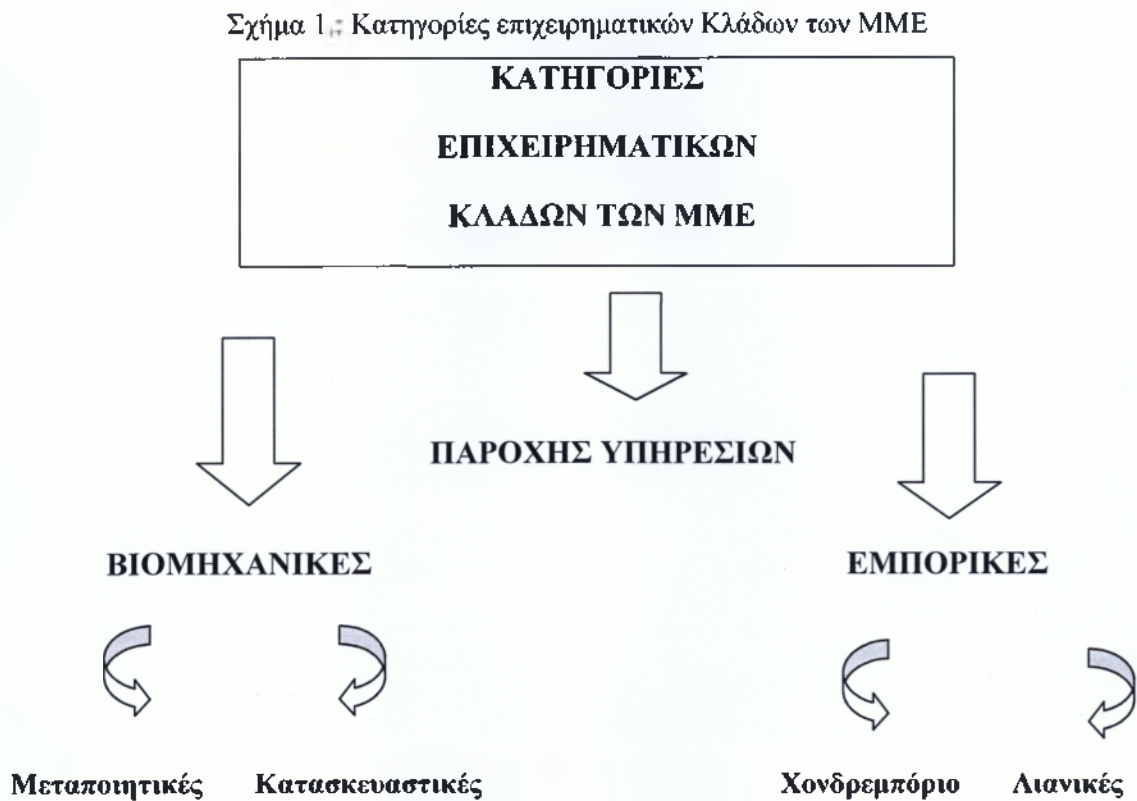 Σχήμα 1: Κατηγορίες επιχειρηματικών Κλάδων των ΜΜΕ
ΚΑΤΗΓΟΡΙΕΣ
ΕΠΙΧΕΙΡΗΜΑΤΙΚΩΝ
ΚΛΑΔΩΝ ΤΩΝ ΜΜΕ
ΠΑΡΟΧΗΣ ΥΠΗΡΕΣΙΩΝ
ΒΙΟΜΗΧΑΝΙΚΕΣ ΕΜΠΟΡΙΚΕΣ
Μεταποιητικές Κατασκευαστικές Χονδρεμπόριο Λιανικές